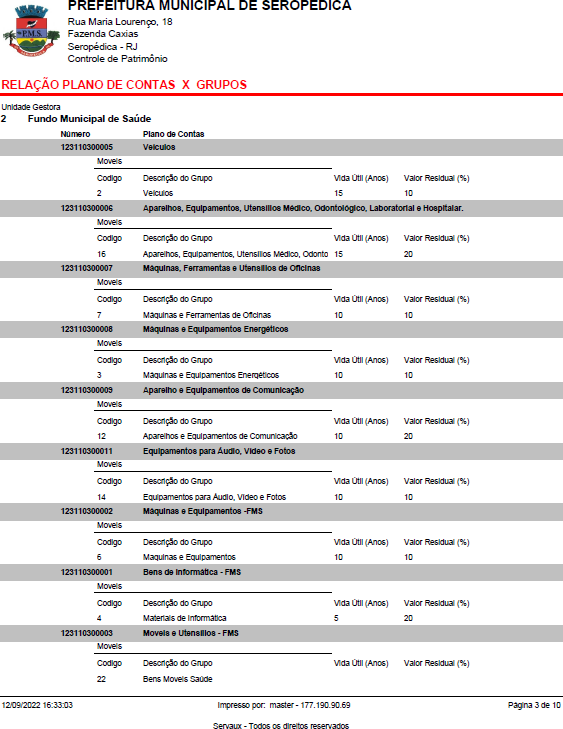 PREFEITURA MUNICIPAL DE SEROPÉDICA
Rua Maria Lourenço, 18
Fazenda Caxias
Seropédica - RJ
Controle de Patrimônio
P.M.S.
RELAÇÃO PLANO DE CONTAS X GRUPOS
Unidade Gestora
2 Fundo Municipal de Saúde
Número Plano de Contas
123110300005 Veículos
Moveis
Codigo Descrição do Grupo Vida Útil (Anos) Valor Residual (%)
2 Veículos 15 10
123110300006 Aparelhos, Equipamentos, Utensílios Médico, Odontológico, Laboratorial e Hospitalar.
Moveis
Codigo Descrição do Grupo Vida Útil (Anos) Valor Residual (%)
16 Aparelhos, Equipamentos, Utensílios Médico, Odonto 15 20
123110300007 Máquinas, Ferramentas e Utensílios de Oficinas
Moveis
Codigo Descrição do Grupo Vida Útil (Anos) Valor Residual (%)
7 Máquinas e Ferramentas de Oficinas 10 10
123110300008 Máquinas e Equipamentos Energéticos
Moveis
Codigo Descrição do Grupo Vida Útil (Anos) Valor Residual (%)
3 Máquinas e Equipamentos Energéticos 10 10
123110300009 Aparelho e Equipamentos de Comunicação
Moveis
Codigo Descrição do Grupo Vida Útil (Anos) Valor Residual (%)
12 Aparelhos e Equipamentos de Comunicação 10 20
123110300011 Equipamentos para Áudio, Vídeo e Fotos
Moveis
Codigo Descrição do Grupo Vida Útil (Anos) Valor Residual (%)
14 Equipamentos para Áudio, Vídeo e Fotos 10 10
123110300002 Máquinas e Equipamentos -FMS
Moveis
Codigo Descrição do Grupo Vida Útil (Anos) Valor Residual (%)
6 Maquinas e Equipamentos 10 10
123110300001 Bens de Informática - FMS
Moveis
Codigo Descrição do Grupo Vida Útil (Anos) Valor Residual (%)
4 Materiais de Informática 5 20
123110300003 Moveis e Utensílios - FMS
Moveis
Codigo Descrição do Grupo Vida Útil (Anos) Valor Residual (%)
22 Bens Moveis Saúde
12/09/2022 16:33:03 Impresso por: master - 177.190.90.69 Página 3 de 10
Servaux - Todos os direitos reservados